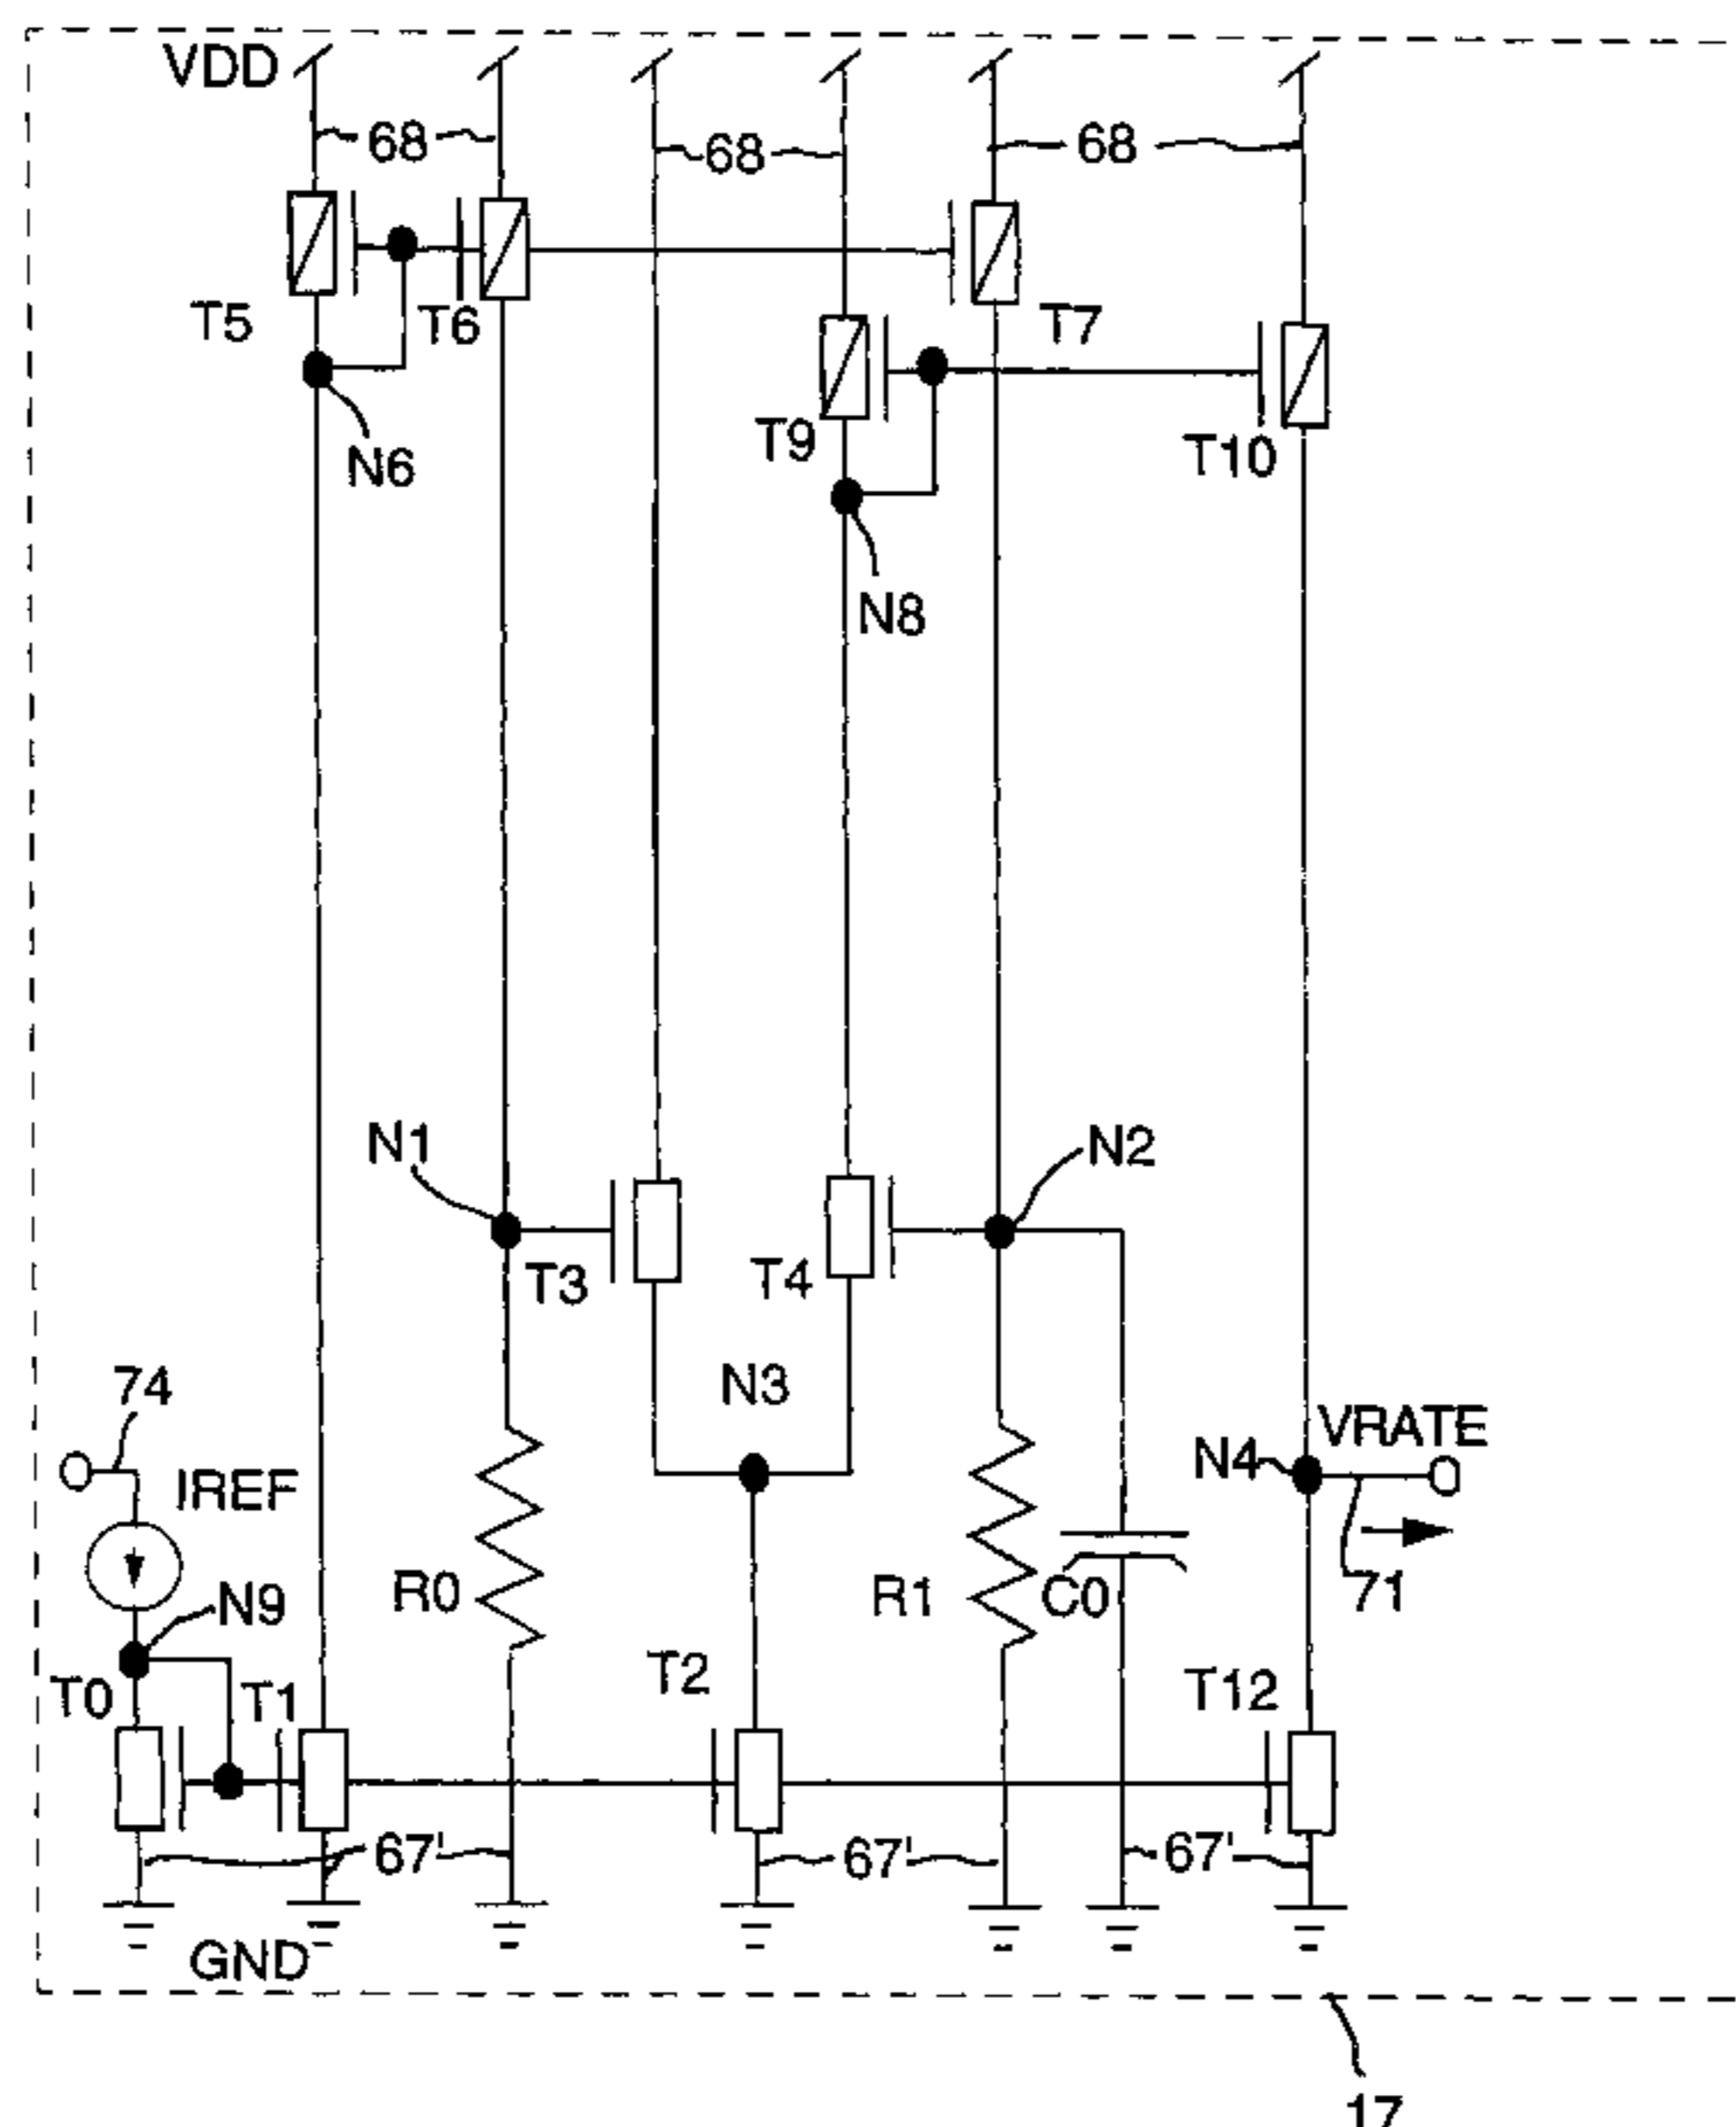 VDD
68
68
68
T5
T6
T7
T9
T10
N6
N8
N1
N2
T3
T4
N3
74
IREF
VRATE
N4
N9
R0
R1
C0
71
T0
T1
T2
T12
67'
67'
67'
GND
17